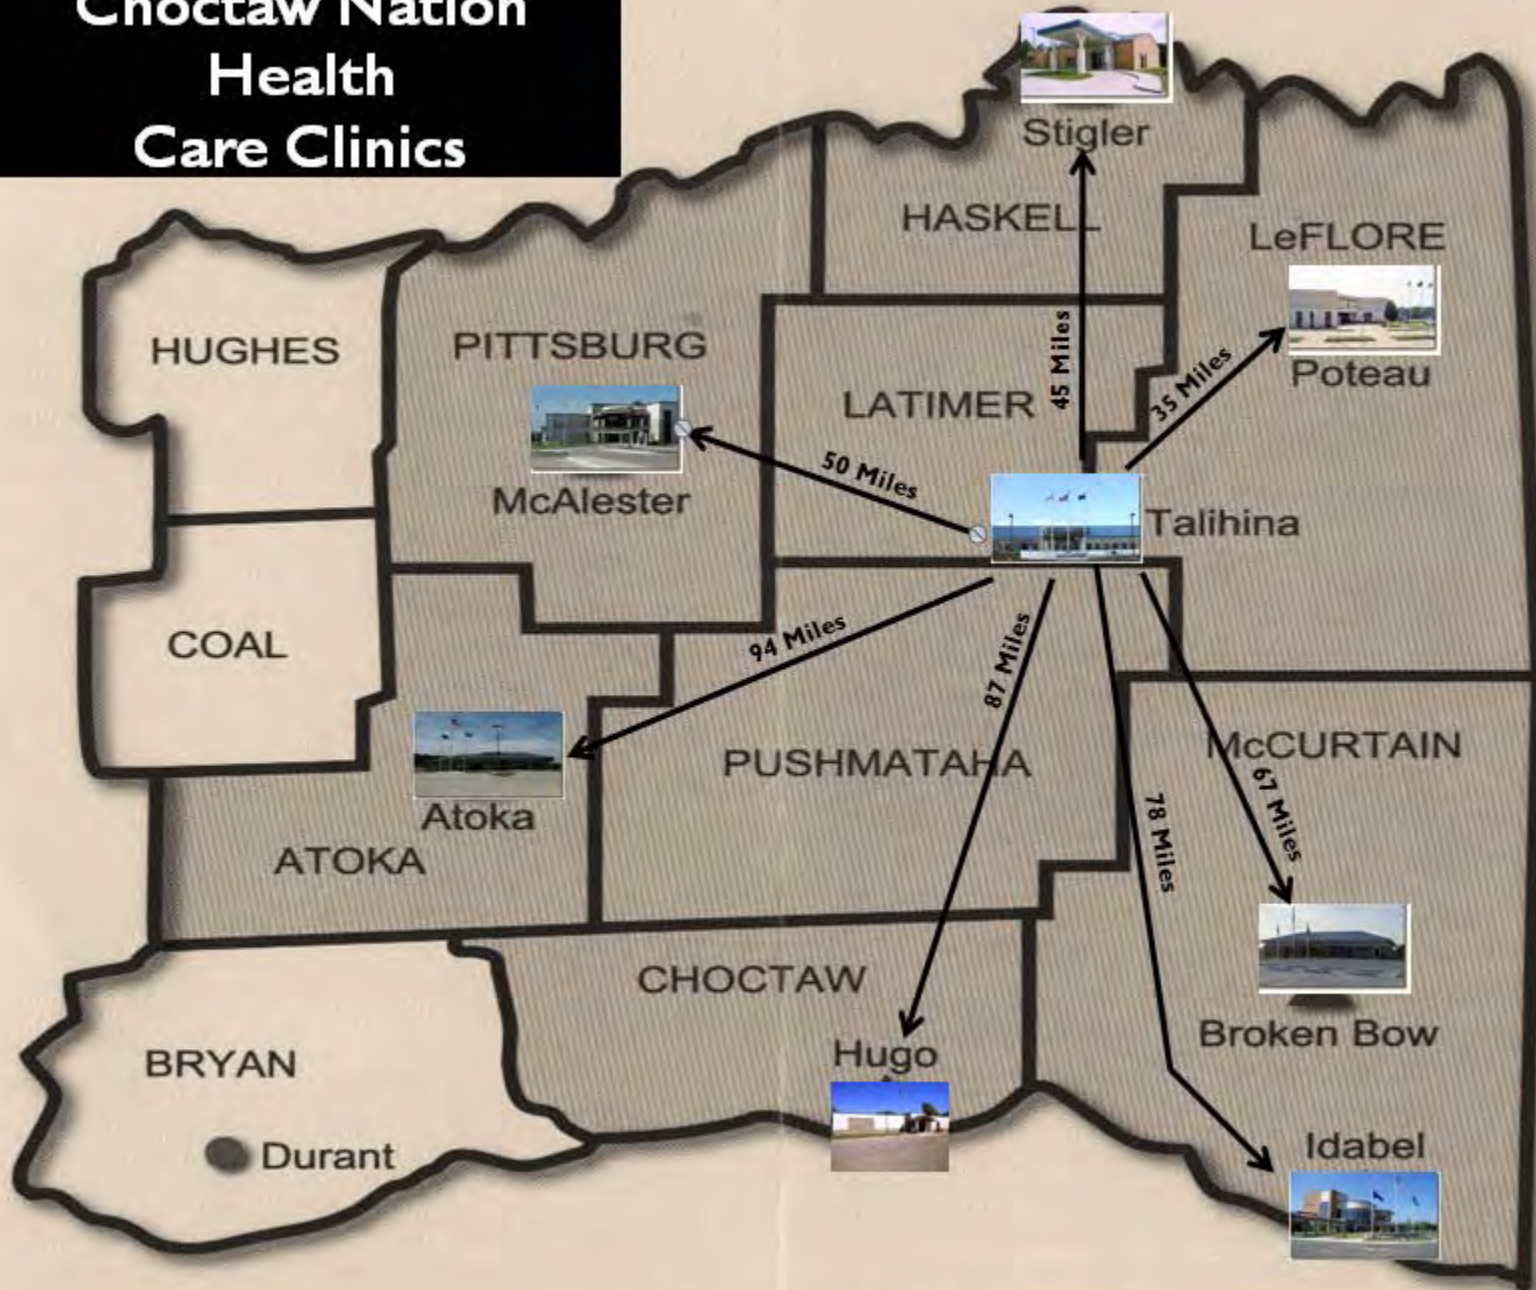 Choctaw Nation
Health
Care Clinics
Stigler
HASKELL
LeFLORE
HUGHES
PITTSBURG
45 Miles
35 Miles
Poteau
LATIMER
50 Miles
McAlester
Talihina
COAL
94 Miles
87 Miles
McCURTAIN
PUSHMATAHA
67 Miles
78 Miles
Atoka
ATOKA
CHOCTAW
Broken Bow
Hugo
BRYAN
Durant
Idabel